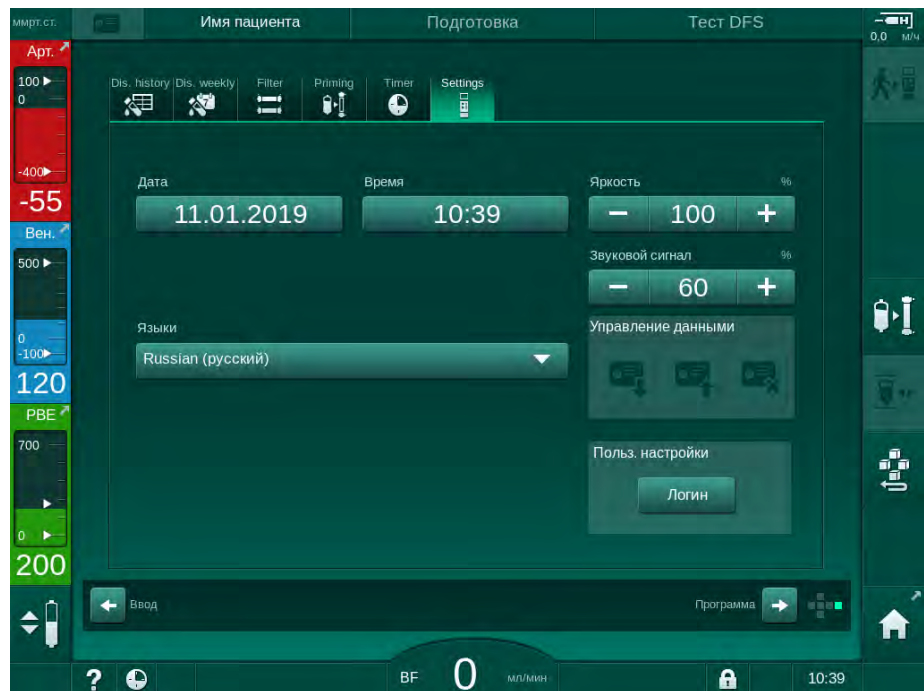 ммрт.ст.
Имя пациента
Подготовка
Тест DFS
0,0 м/ч
Арт.
100
0
-400
-55
Вен.
500
0
-100
120
PBE
700
0
200
Dis. history
Dis. weekly
Filter
Priming
Timer
Settings
7
Дата
Время
Яркость %
11.01.2019
10:39
− 100 +
Звуковой сигнал %
− 60 +
Языки
Управление данными
Russian (русский)
Польз. настройки
Логин
Ввод
Программа
?
BF 0 мл/мин
10:39